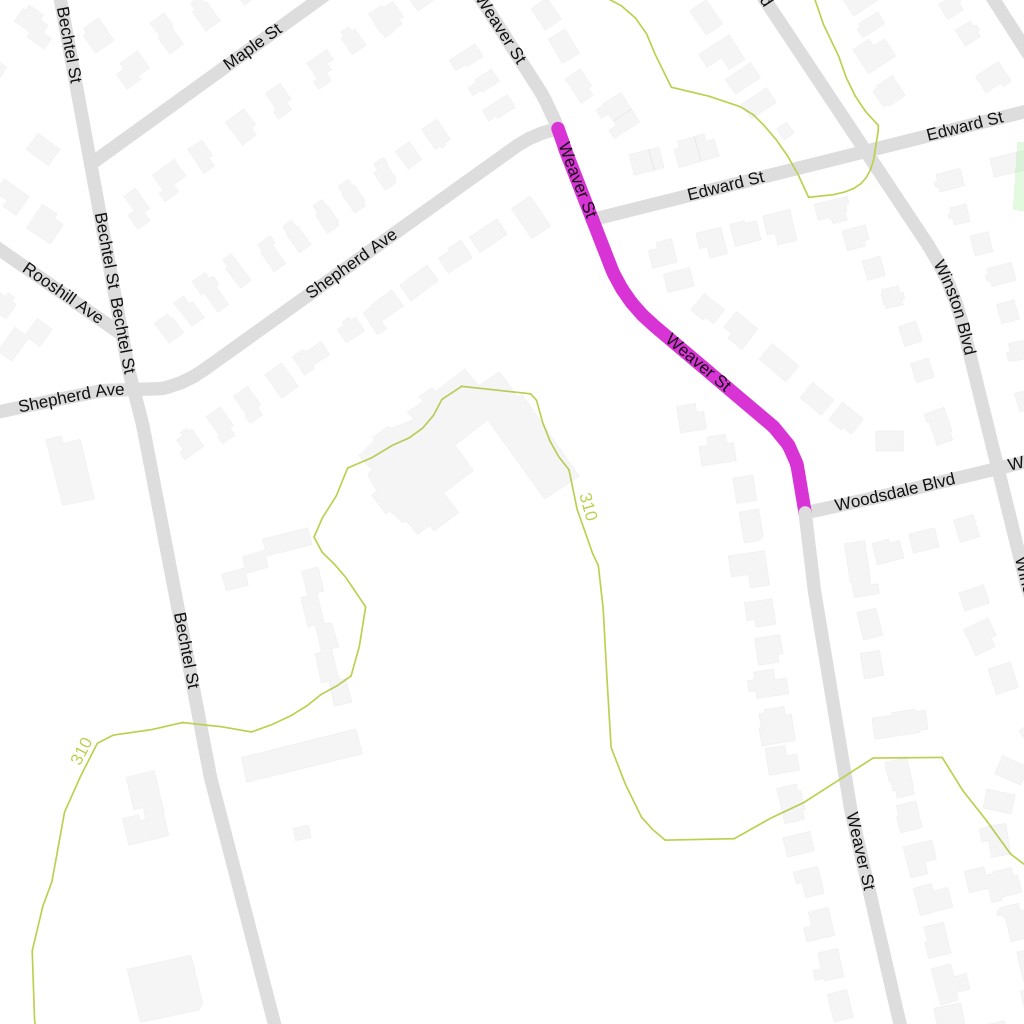 Bechtel St
Maple St
Weaver St
Edward St
Weaver St
Edward St
Bechtel St
Shepherd Ave
Rooshill Ave
Winston Blvd
Bechtel St
Weaver St
Shepherd Ave
Woodsdale Blvd
310
Bechtel St
310
Weaver St